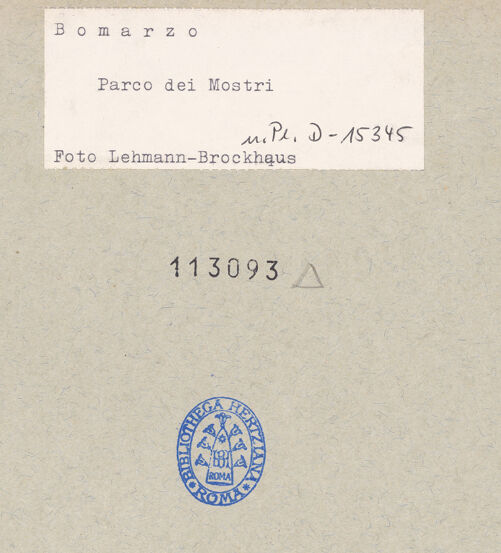 Bomarzo
Parco dei Mostri
n. Pl. D-15345
Foto Lehmann-Brockhaus
113093
BIBLIOTHECA HERTZIANA
ROMA
ROMA